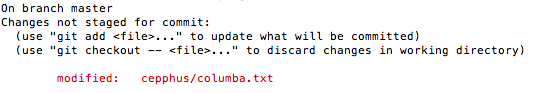 On branch master
Changes not staged for commit:
  (use "git add <file>..." to update what will be committed)
  (use "git checkout -- <file>..." to discard changes in working directory)
        modified:   cepphus/columba.txt